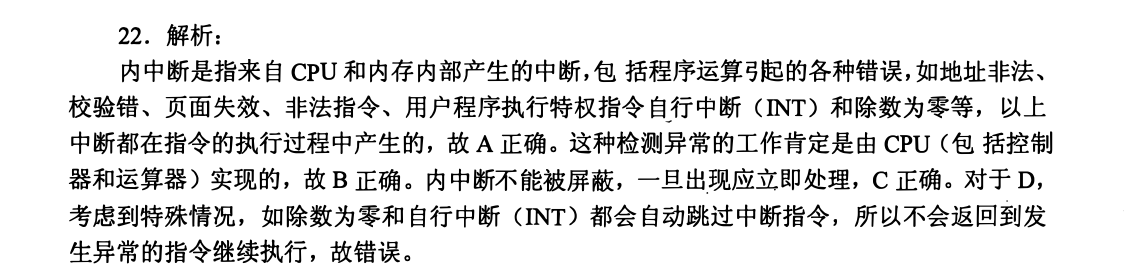 22．解析：
内中断是指来自 CPU 和内存内部产生的中断，包 括程序运算引起的各种错误，如地址非法、
校验错、页面失效、非法指令、用户程序执行特权指令自行中断（INT）和除数为零等，以上
中断都在指令的执行过程中产生的，故 A 正确。这种检测异常的工作肯定是由 CPU（包 括控制
器和运算器）实现的，故 B 正确。内中断不能被屏蔽，一旦出现应立即处理，C 正确。对于 D，
考虑到特殊情况，如除数为零和自行中断（INT）都会自动跳过中断指令，所以不会返回到发
生异常的指令继续执行，故错误。